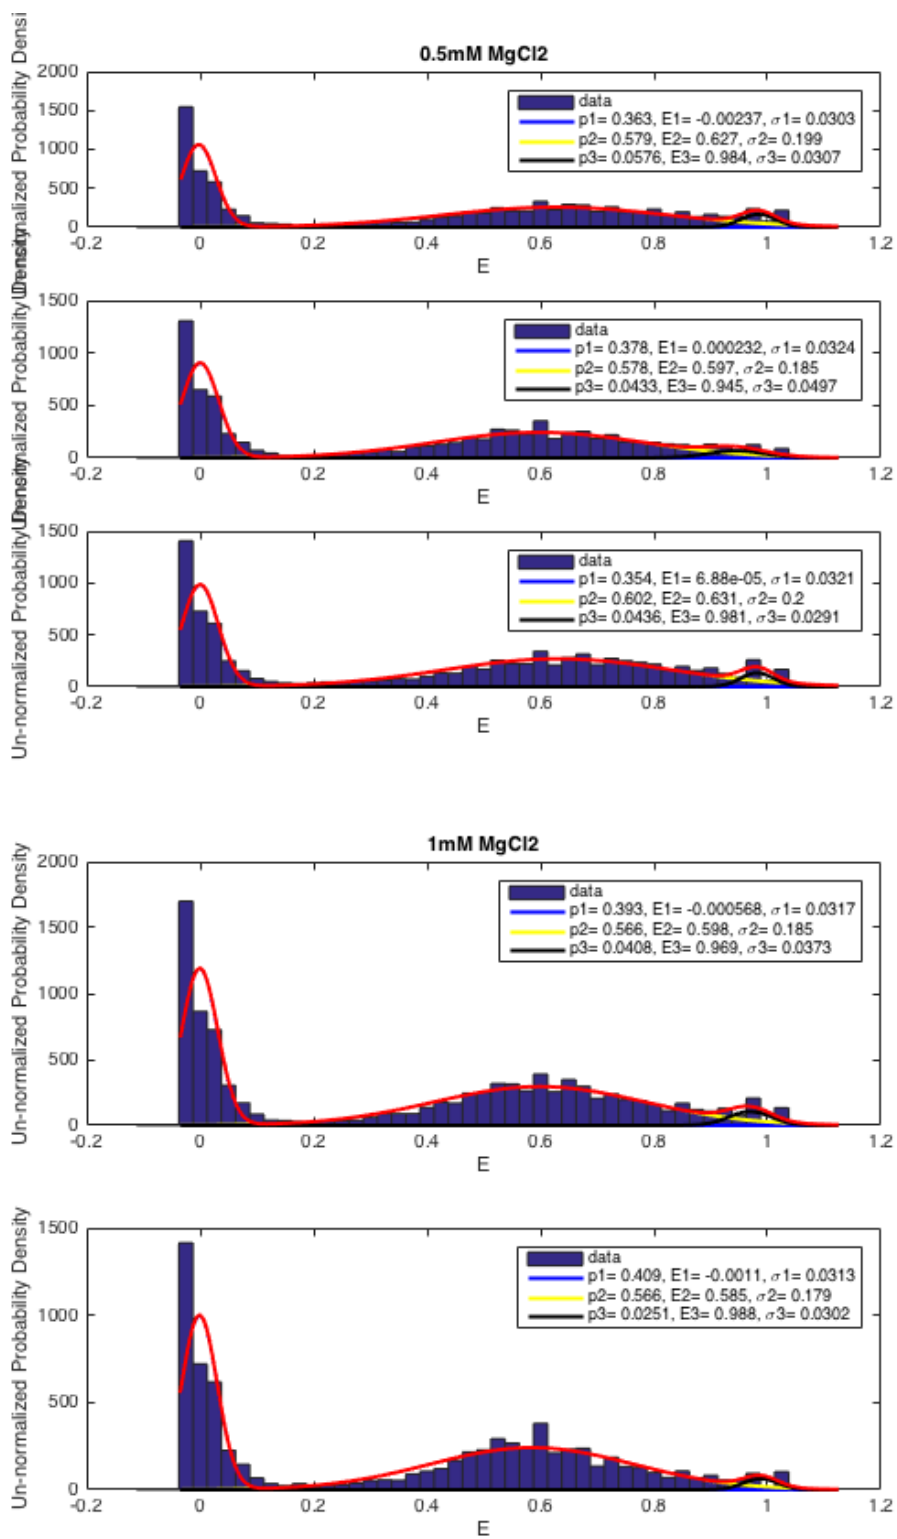 0.5mM MgCl2
Un-normalized Probability Densi
2000
1500
1000
500
0
data
p1= 0.363, E1= -0.00237, σ1= 0.0303
p2= 0.579, E2= 0.627, σ2= 0.199
p3= 0.0576, E3= 0.984, σ3= 0.0307
-0.2 0 0.2 0.4 0.6 0.8 1 1.2
E
Un-normalized Probability Density
1500
1000
500
0
data
p1= 0.378, E1= 0.000232, σ1= 0.0324
p2= 0.578, E2= 0.597, σ2= 0.185
p3= 0.0433, E3= 0.945, σ3= 0.0497
-0.2 0 0.2 0.4 0.6 0.8 1 1.2
E
Un-normalized Probability Density
1500
1000
500
0
data
p1= 0.354, E1= 6.88e-05, σ1= 0.0321
p2= 0.602, E2= 0.631, σ2= 0.2
p3= 0.0436, E3= 0.981, σ3= 0.0291
-0.2 0 0.2 0.4 0.6 0.8 1 1.2
E
1mM MgCl2
Un-normalized Probability Density
2000
1500
1000
500
0
data
p1= 0.393, E1= -0.000568, σ1= 0.0317
p2= 0.566, E2= 0.598, σ2= 0.185
p3= 0.0408, E3= 0.969, σ3= 0.0373
-0.2 0 0.2 0.4 0.6 0.8 1 1.2
E
Un-normalized Probability Density
1500
1000
500
0
data
p1= 0.409, E1= -0.0011, σ1= 0.0313
p2= 0.566, E2= 0.585, σ2= 0.179
p3= 0.0251, E3= 0.988, σ3= 0.0302
-0.2 0 0.2 0.4 0.6 0.8 1 1.2
E